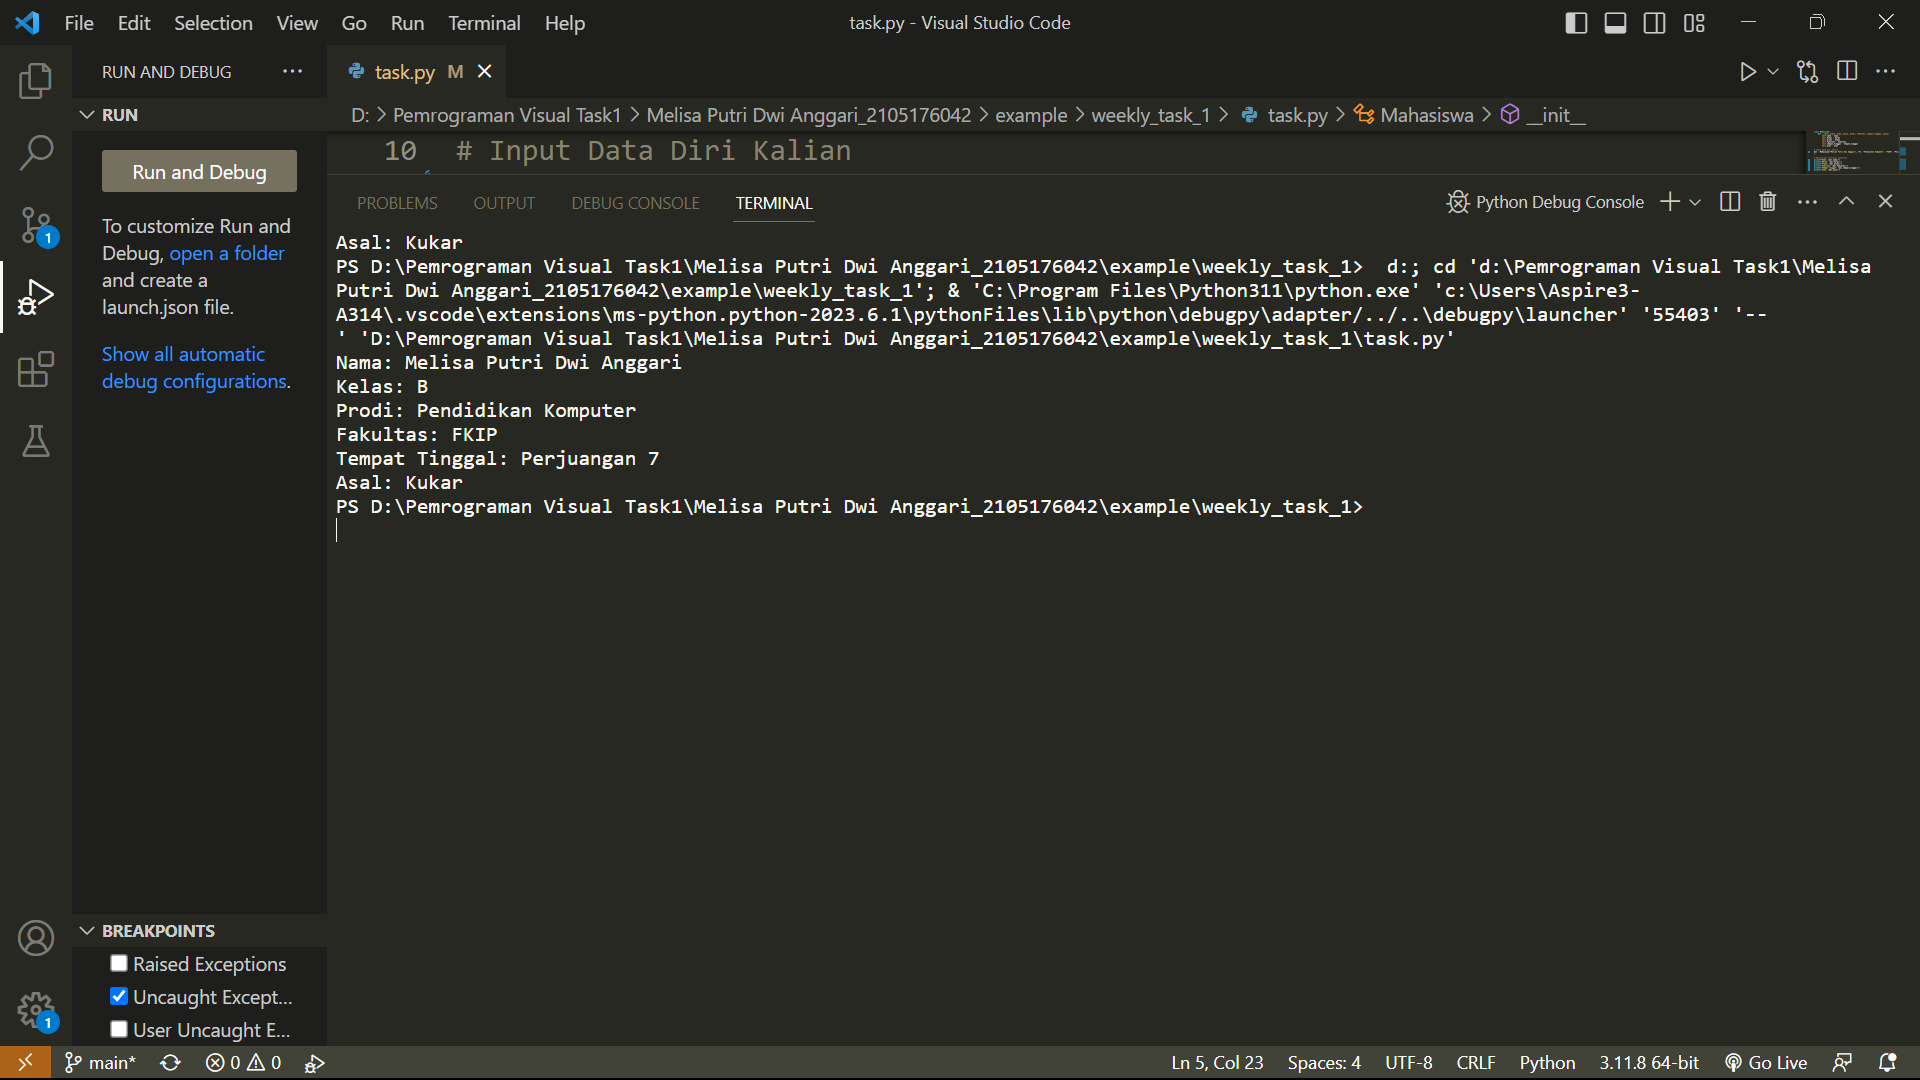 File Edit Selection View Go Run Terminal Help
task.py - Visual Studio Code
RUN AND DEBUG ···
task.py M
RUN
D: > Pemrograman Visual Task1 > Melisa Putri Dwi Anggari_2105176042 > example > weekly_task_1 > task.py > Mahasiswa > __init__
10 # Input Data Diri Kalian
Run and Debug
To customize Run and
Debug, open a folder
and create a
launch.json file.
Show all automatic
debug configurations.
PROBLEMS OUTPUT DEBUG CONSOLE TERMINAL
Python Debug Console
Asal: Kukar
PS D:\Pemrograman Visual Task1\Melisa Putri Dwi Anggari_2105176042\example\weekly_task_1>  d:; cd 'd:\Pemrograman Visual Task1\Melisa
Putri Dwi Anggari_2105176042\example\weekly_task_1'; & 'C:\Program Files\Python311\python.exe' 'c:\Users\Aspire3-
A314\.vscode\extensions\ms-python.python-2023.6.1\pythonFiles\lib\python\debugpy\adapter/../..\debugpy\launcher' '55403' '--
' 'D:\Pemrograman Visual Task1\Melisa Putri Dwi Anggari_2105176042\example\weekly_task_1\task.py'
Nama: Melisa Putri Dwi Anggari
Kelas: B
Prodi: Pendidikan Komputer
Fakultas: FKIP
Tempat Tinggal: Perjuangan 7
Asal: Kukar
PS D:\Pemrograman Visual Task1\Melisa Putri Dwi Anggari_2105176042\example\weekly_task_1>
1
BREAKPOINTS
Raised Exceptions
Uncaught Except...
User Uncaught E...
1
main* 0 0
Ln 5, Col 23 Spaces: 4 UTF-8 CRLF Python 3.11.8 64-bit Go Live